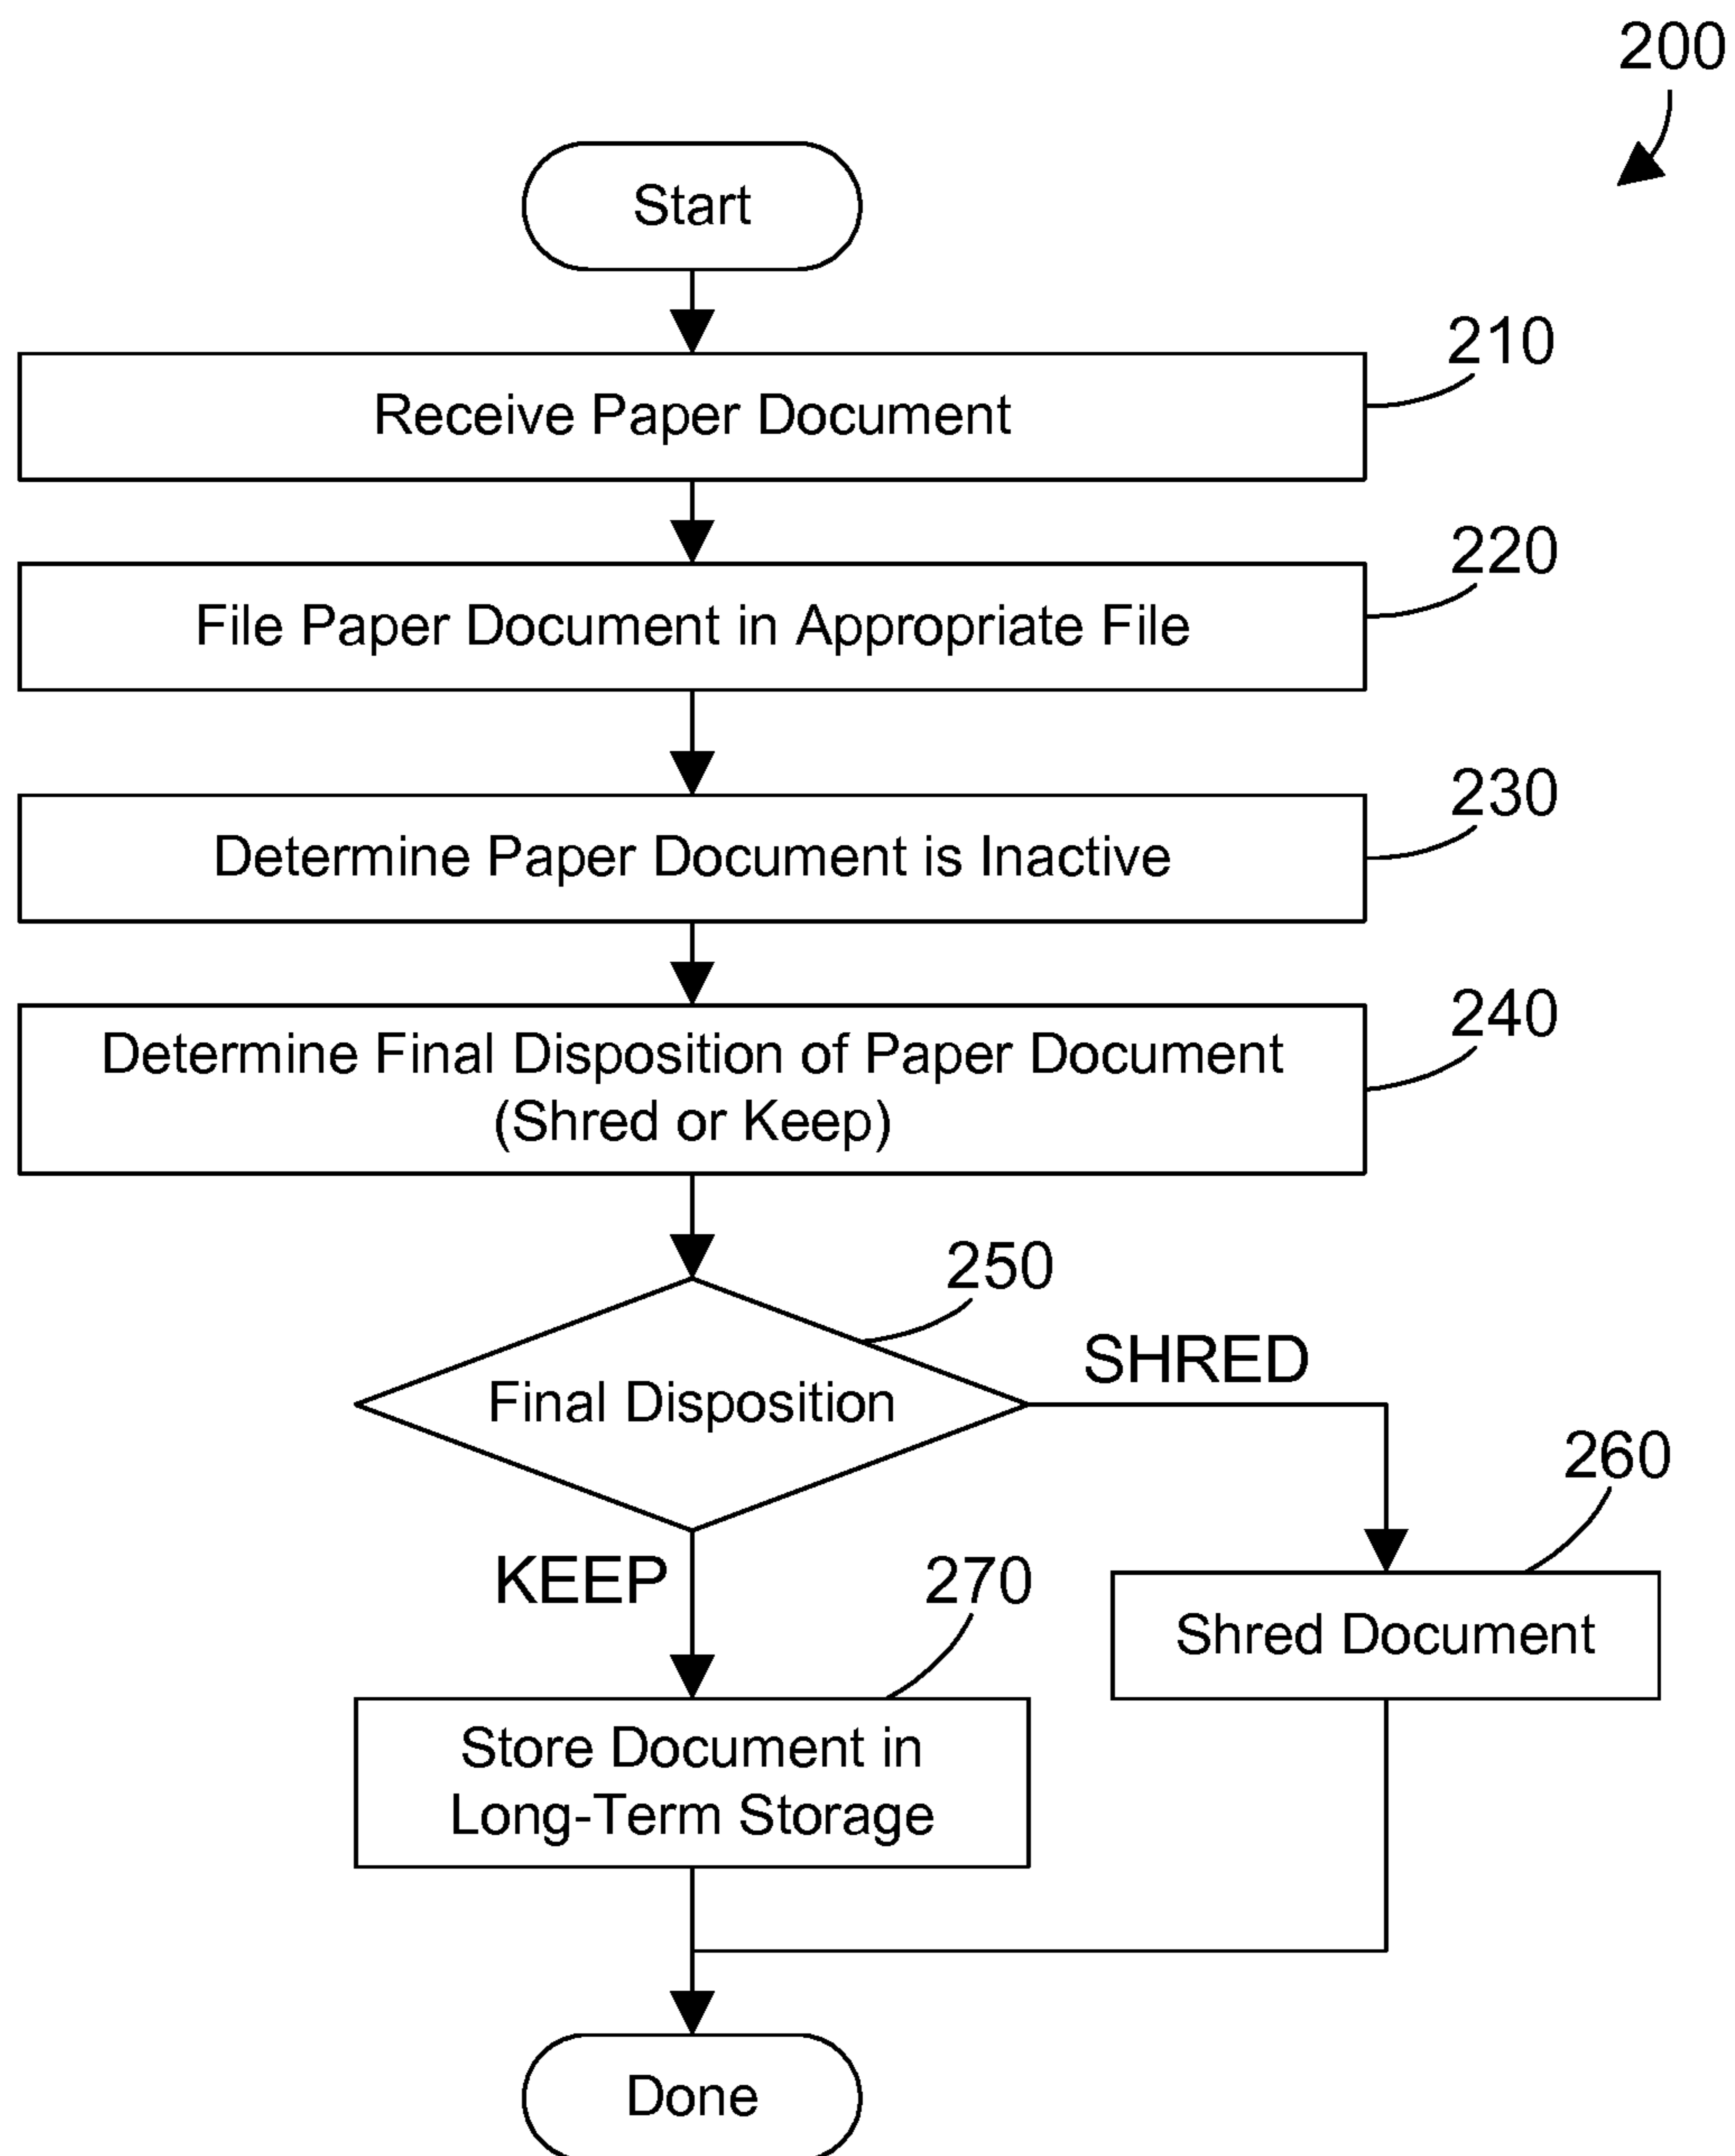 200
Start
210
Receive Paper Document
220
File Paper Document in Appropriate File
230
Determine Paper Document is Inactive
240
Determine Final Disposition of Paper Document
(Shred or Keep)
250
Final Disposition
SHRED
260
KEEP
270
Shred Document
Store Document in
Long-Term Storage
Done